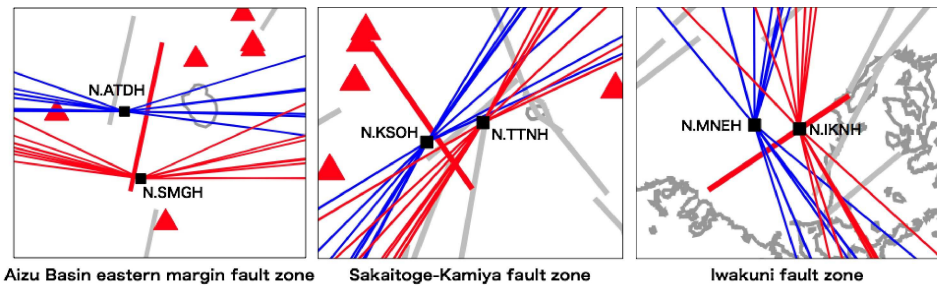 N.ATDH
N.SMGH
N.KSOH
N.TTNH
N.MNEH
N.IKNH
Aizu Basin eastern margin fault zone
Sakaitoge-Kamiya fault zone
Iwakuni fault zone